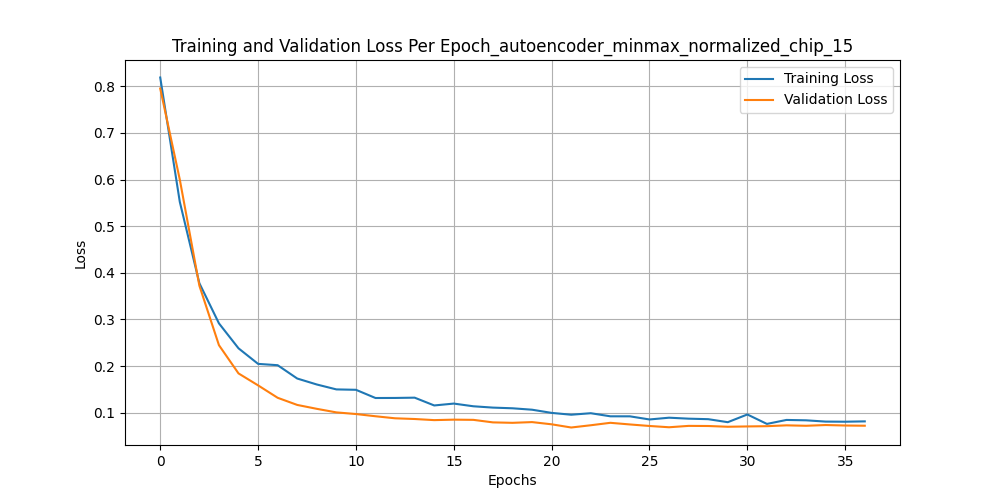 Training and Validation Loss Per Epoch_autoencoder_minmax_normalized_chip_15
Training Loss
Validation Loss
0.8
0.7
0.6
0.5
0.4
0.3
0.2
0.1
Loss
0 5 10 15 20 25 30 35
Epochs